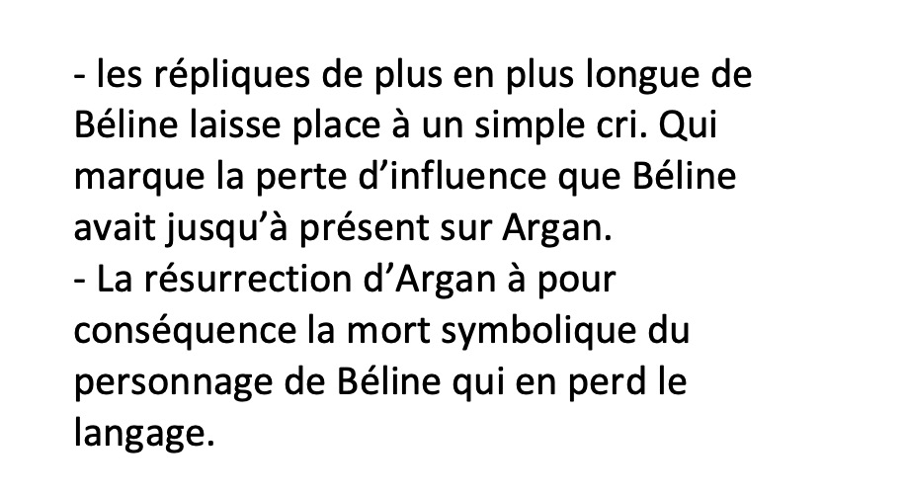 - les répliques de plus en plus longue de
Béline laisse place à un simple cri. Qui
marque la perte d’influence que Béline
avait jusqu’à présent sur Argan.
- La résurrection d’Argan à pour
conséquence la mort symbolique du
personnage de Béline qui en perd le
langage.